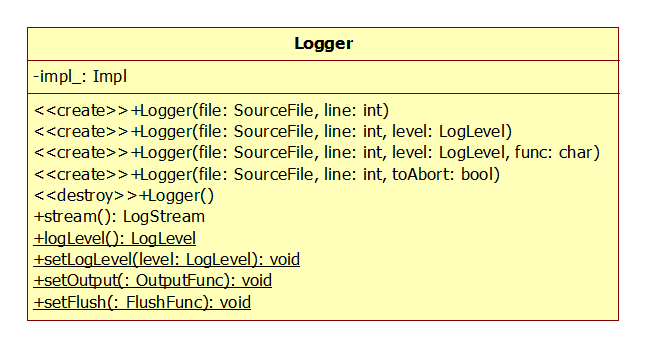 Logger
-impl_: Impl
<<create>>+Logger(file: SourceFile, line: int)
<<create>>+Logger(file: SourceFile, line: int, level: LogLevel)
<<create>>+Logger(file: SourceFile, line: int, level: LogLevel, func: char)
<<create>>+Logger(file: SourceFile, line: int, toAbort: bool)
<<destroy>>+Logger()
+stream(): LogStream
+logLevel(): LogLevel
+setLogLevel(level: LogLevel): void
+setOutput(: OutputFunc): void
+setFlush(: FlushFunc): void